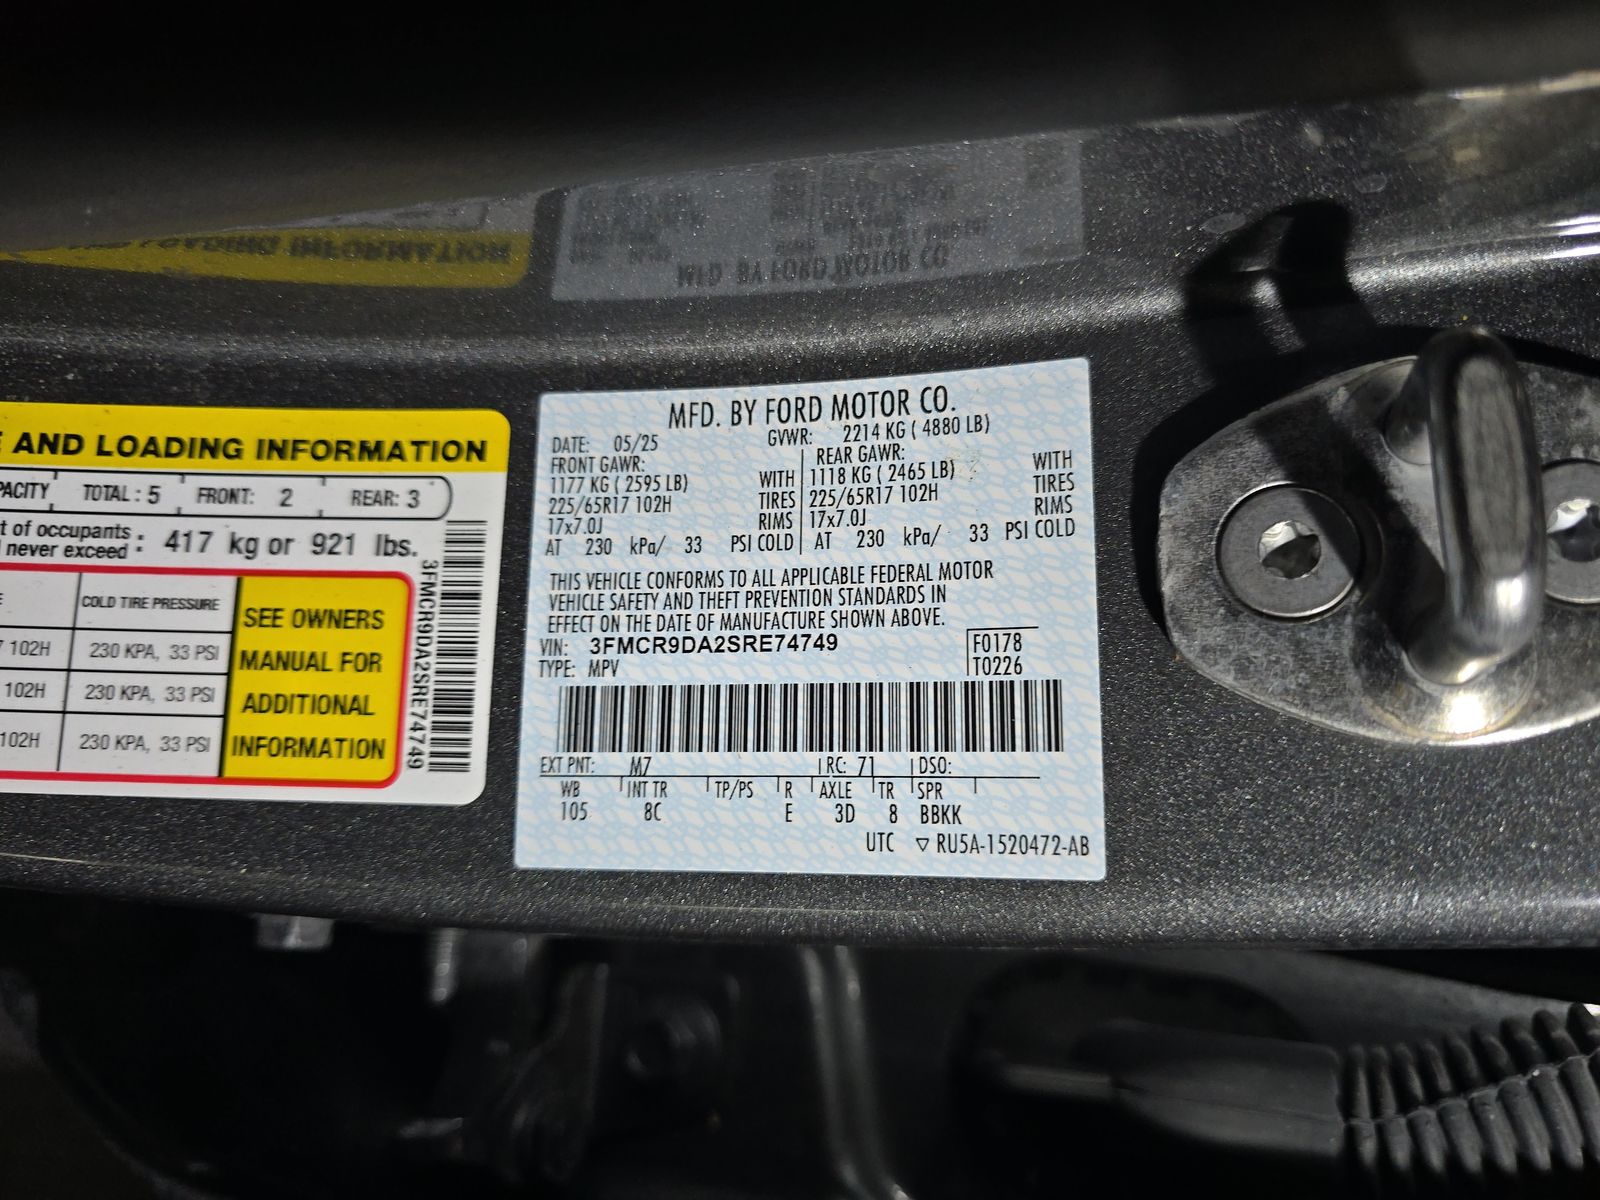 AND LOADING INFORMATION
TOTAL : 5 FRONT: 2 REAR: 3
of occupants : 417 kg or 921 lbs.
never exceed
COLD TIRE PRESSURE
102H 230 KPA, 33 PSI
102H 230 KPA, 33 PSI
102H 230 KPA, 33 PSI
SEE OWNERS
MANUAL FOR
ADDITIONAL
INFORMATION
3FMCR9DA2SRE74749
MFD. BY FORD MOTOR CO.
DATE: 05/25 GVWR: 2214 KG ( 4880 LB)
FRONT GAWR: REAR GAWR:
1177 KG ( 2595 LB) WITH 1118 KG ( 2465 LB) WITH
225/65R17 102H TIRES 225/65R17 102H TIRES
17x7.0J RIMS 17x7.0J RIMS
AT 230 kPa/ 33 PSI COLD AT 230 kPa/ 33 PSI COLD
THIS VEHICLE CONFORMS TO ALL APPLICABLE FEDERAL MOTOR
VEHICLE SAFETY AND THEFT PREVENTION STANDARDS IN
EFFECT ON THE DATE OF MANUFACTURE SHOWN ABOVE.
VIN: 3FMCR9DA2SRE74749 F0178
TYPE: MPV T0226
EXT PNT: M7 RC: 71 DSO:
WB INT TR TP/PS R AXLE TR SPR
105 8C E 3D 8 BBKK
UTC ▽ RU5A-1520472-AB